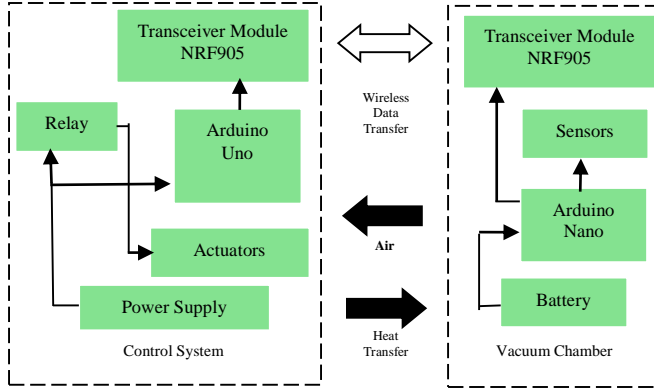 Transceiver Module
NRF905
Relay
Arduino
Uno
Actuators
Power Supply
Control System
Wireless
Data
Transfer
Air
Heat
Transfer
Transceiver Module
NRF905
Sensors
Arduino
Nano
Battery
Vacuum Chamber